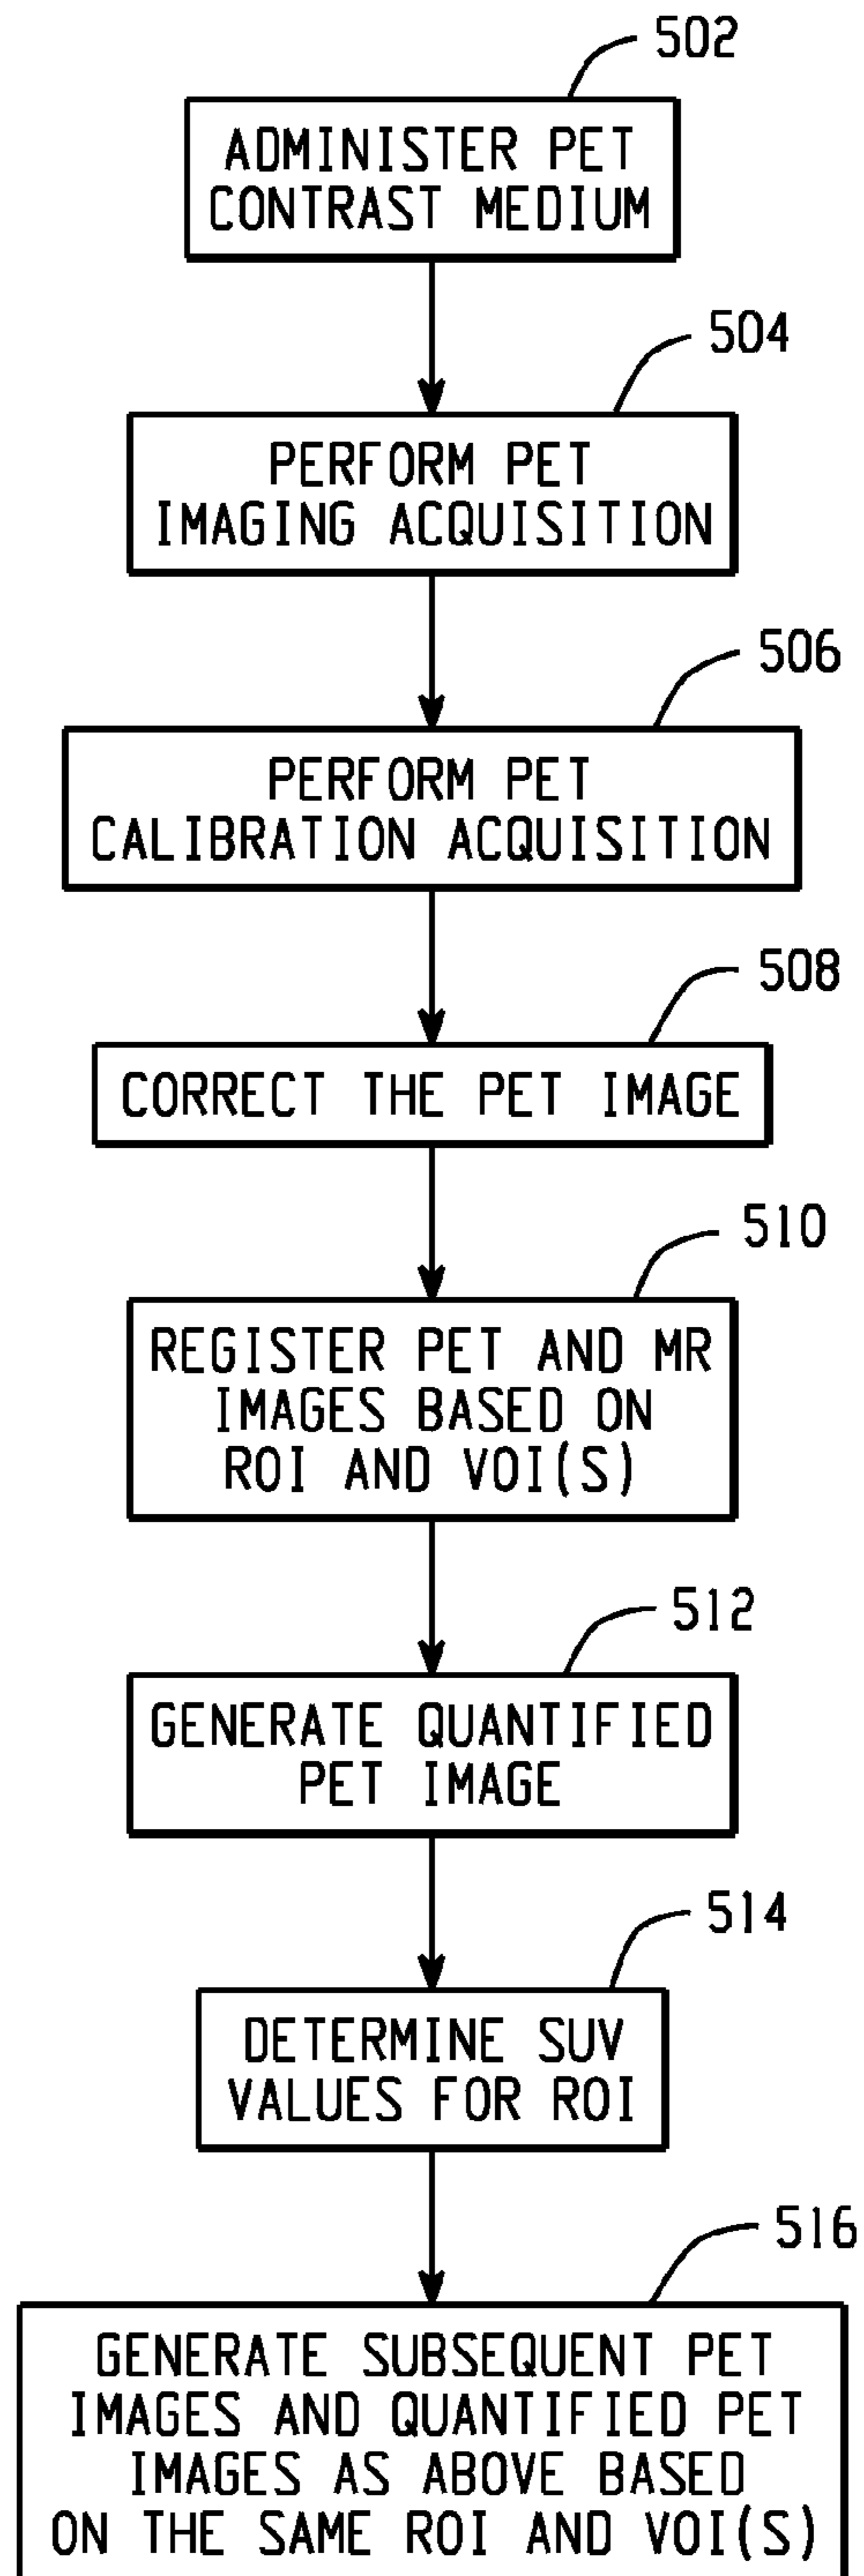 502
ADMINISTER PET
CONTRAST MEDIUM
504
PERFORM PET
IMAGING ACQUISITION
506
PERFORM PET
CALIBRATION ACQUISITION
508
CORRECT THE PET IMAGE
510
REGISTER PET AND MR
IMAGES BASED ON
ROI AND VOI(S)
512
GENERATE QUANTIFIED
PET IMAGE
514
DETERMINE SUV
VALUES FOR ROI
516
GENERATE SUBSEQUENT PET
IMAGES AND QUANTIFIED PET
IMAGES AS ABOVE BASED
ON THE SAME ROI AND VOI(S)